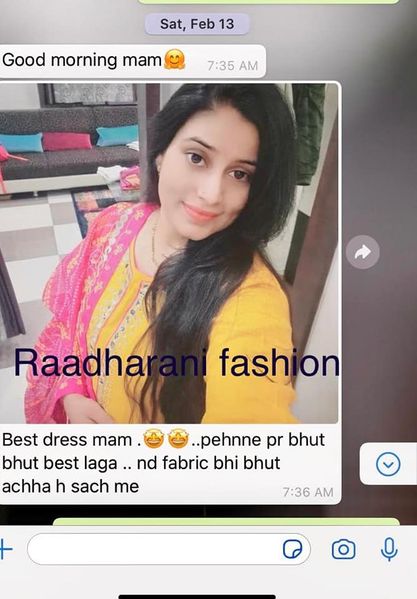 Sat, Feb 13
Good morning mam🤗
7:35 AM
Raadharani fashion
Best dress mam .🤩🤩..pehnne pr bhut
bhut best laga .. nd fabric bhi bhut
achha h sach me
7:36 AM